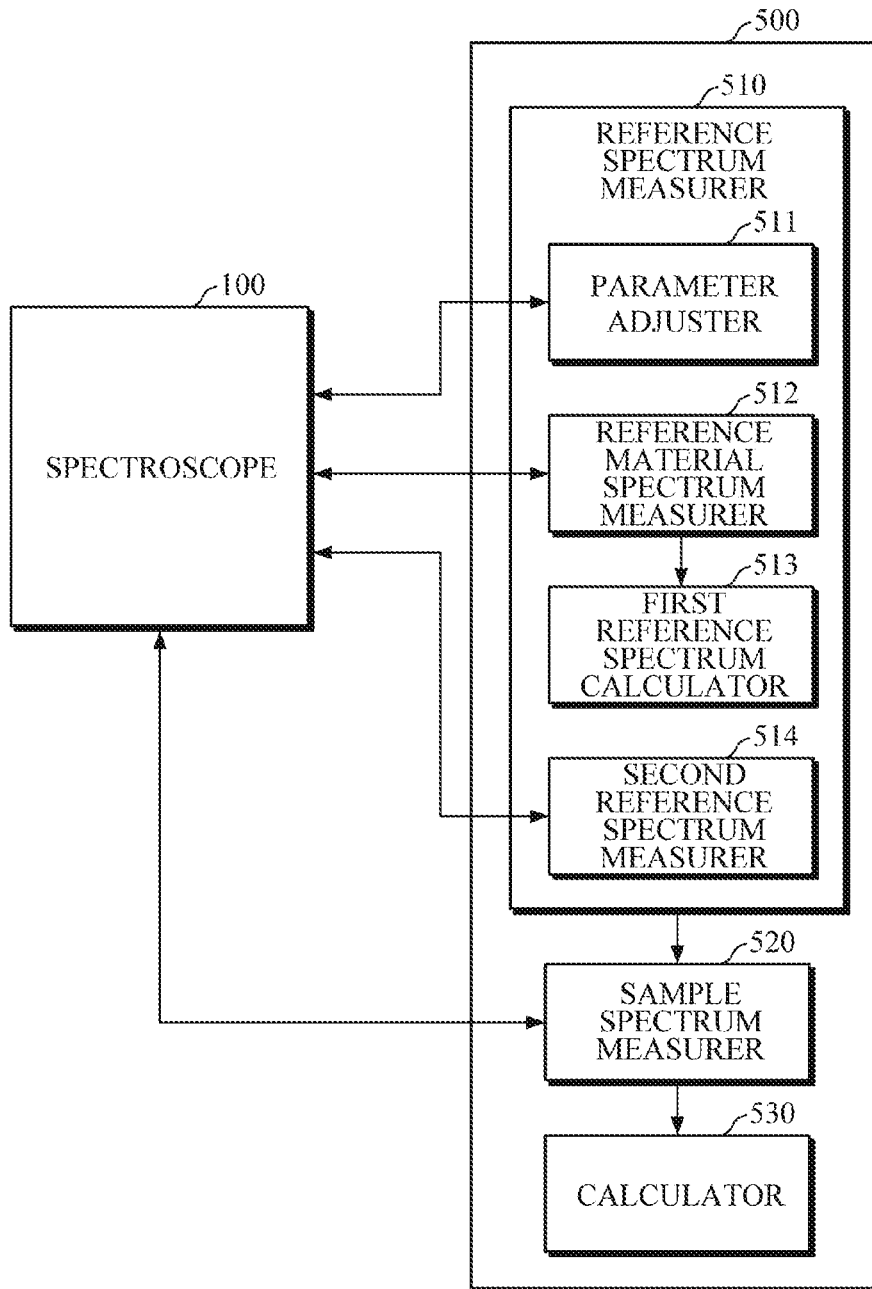 500
510
REFERENCE
SPECTRUM
MEASURER
511
PARAMETER
ADJUSTER
100
SPECTROSCOPE
512
REFERENCE
MATERIAL
SPECTRUM
MEASURER
513
FIRST
REFERENCE
SPECTRUM
CALCULATOR
514
SECOND
REFERENCE
SPECTRUM
MEASURER
520
SAMPLE
SPECTRUM
MEASURER
530
CALCULATOR